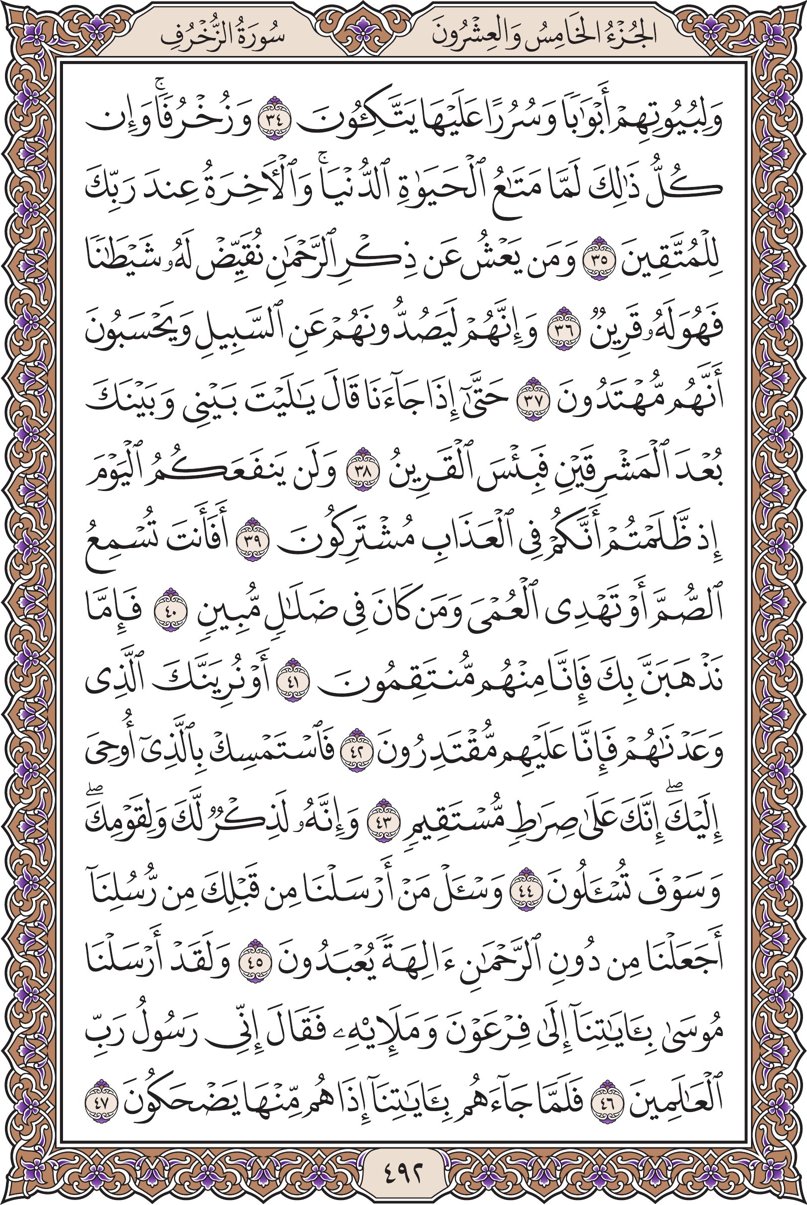 الجُزْءُ الخَامِسُ وَالعِشْرُونَ
سُورَةُ الزُّخْرُفِ
وَلِبُيُوتِهِمْ أَبْوَٰبًا وَسُرُرًا عَلَيْهَا يَتَّكِـُٔونَ ٣٤ وَزُخْرُفًاۚ وَإِن
كُلُّ ذَٰلِكَ لَمَّا مَتَٰعُ ٱلْحَيَوٰةِ ٱلدُّنْيَاۚ وَٱلْأٓخِرَةُ عِندَ رَبِّكَ
لِلْمُتَّقِينَ ٣٥ وَمَن يَعْشُ عَن ذِكْرِ ٱلرَّحْمَٰنِ نُقَيِّضْ لَهُۥ شَيْطَٰنًا
فَهُوَ لَهُۥ قَرِينٌ ٣٦ وَإِنَّهُمْ لَيَصُدُّونَهُمْ عَنِ ٱلسَّبِيلِ وَيَحْسَبُونَ
أَنَّهُم مُّهْتَدُونَ ٣٧ حَتَّىٰٓ إِذَا جَآءَنَا قَالَ يَٰلَيْتَ بَيْنِي وَبَيْنَكَ
بُعْدَ ٱلْمَشْرِقَيْنِ فَبِئْسَ ٱلْقَرِينُ ٣٨ وَلَن يَنفَعَكُمُ ٱلْيَوْمَ
إِذ ظَّلَمْتُمْ أَنَّكُمْ فِي ٱلْعَذَابِ مُشْتَرِكُونَ ٣٩ أَفَأَنتَ تُسْمِعُ
ٱلصُّمَّ أَوْ تَهْدِي ٱلْعُمْيَ وَمَن كَانَ فِي ضَلَٰلٍ مُّبِينٍ ٤٠ فَإِمَّا
نَذْهَبَنَّ بِكَ فَإِنَّا مِنْهُم مُّنتَقِمُونَ ٤١ أَوْ نُرِيَنَّكَ ٱلَّذِي
وَعَدْنَٰهُمْ فَإِنَّا عَلَيْهِم مُّقْتَدِرُونَ ٤٢ فَٱسْتَمْسِكْ بِٱلَّذِيٓ أُوحِيَ
إِلَيْكَۖ إِنَّكَ عَلَىٰ صِرَٰطٍ مُّسْتَقِيمٍ ٤٣ وَإِنَّهُۥ لَذِكْرٌ لَّكَ وَلِقَوْمِكَۖ
وَسَوْفَ تُسْـَٔلُونَ ٤٤ وَسْـَٔلْ مَنْ أَرْسَلْنَا مِن قَبْلِكَ مِن رُّسُلِنَآ
أَجَعَلْنَا مِن دُونِ ٱلرَّحْمَٰنِ ءَالِهَةً يُعْبَدُونَ ٤٥ وَلَقَدْ أَرْسَلْنَا
مُوسَىٰ بِـَٔايَٰتِنَآ إِلَىٰ فِرْعَوْنَ وَمَلَإِيْهِۦ فَقَالَ إِنِّي رَسُولُ رَبِّ
ٱلْعَٰلَمِينَ ٤٦ فَلَمَّا جَآءَهُم بِـَٔايَٰتِنَآ إِذَا هُم مِّنْهَا يَضْحَكُونَ ٤٧
٤٩٢